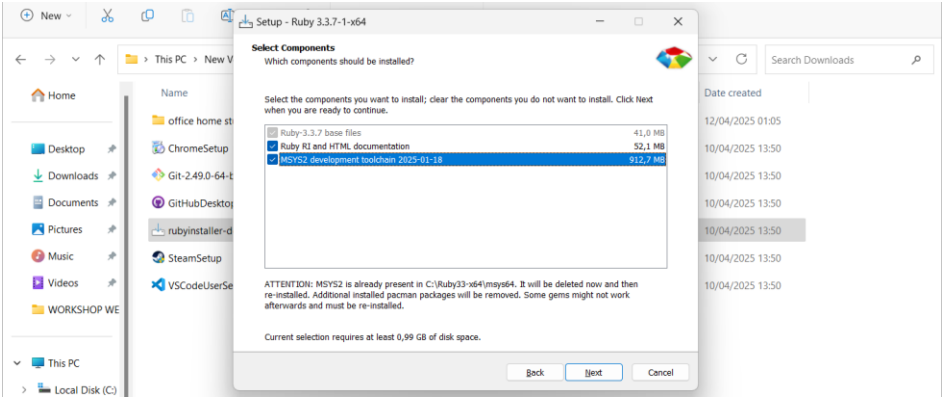 New
Setup - Ruby 3.3.7-1-x64
This PC > New V
Search Downloads
Select Components
Which components should be installed?
Select the components you want to install; clear the components you do not want to install. Click Next
when you are ready to continue.
Ruby-3.3.7 base files 41,0 MB
Ruby RI and HTML documentation 52,1 MB
MSYS2 development toolchain 2025-01-18 912,7 MB
ATTENTION: MSYS2 is already present in C:\Ruby33-x64\msys64. It will be deleted now and then
re-installed. Additional installed pacman packages will be removed. Some gems might not work
afterwards and must be re-installed.
Current selection requires at least 0,99 GB of disk space.
Back Next Cancel
Home
Desktop
Downloads
Documents
Pictures
Music
Videos
WORKSHOP WE
This PC
Local Disk (C:)
Name
office home st
ChromeSetup
Git-2.49.0-64-b
GitHubDesktop
rubyinstaller-d
SteamSetup
VSCodeUserSe
Date created
12/04/2025 01:05
10/04/2025 13:50
10/04/2025 13:50
10/04/2025 13:50
10/04/2025 13:50
10/04/2025 13:50
10/04/2025 13:50